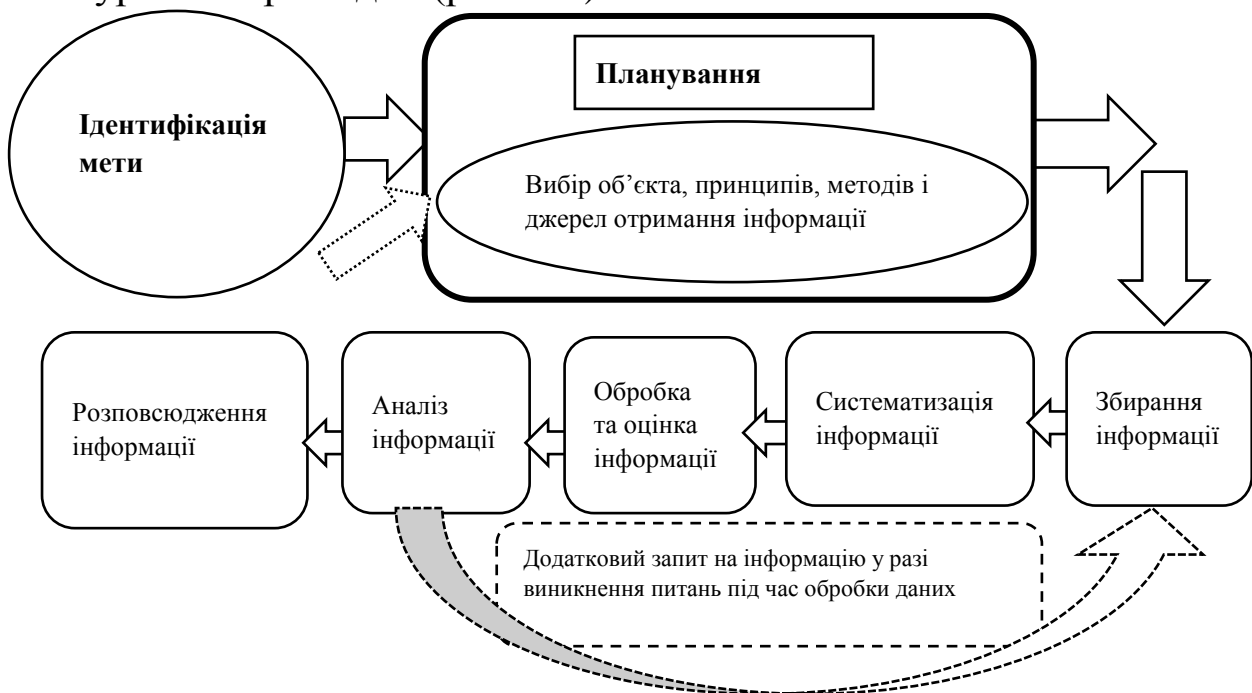 Ідентифікація
мети
Планування
Вибір об’єкта, принципів, методів і
джерел отримання інформації
Розповсюдження
інформації
Аналіз
інформації
Обробка
та оцінка
інформації
Систематизація
інформації
Збирання
інформації
Додатковий запит на інформацію у разі
виникнення питань під час обробки даних